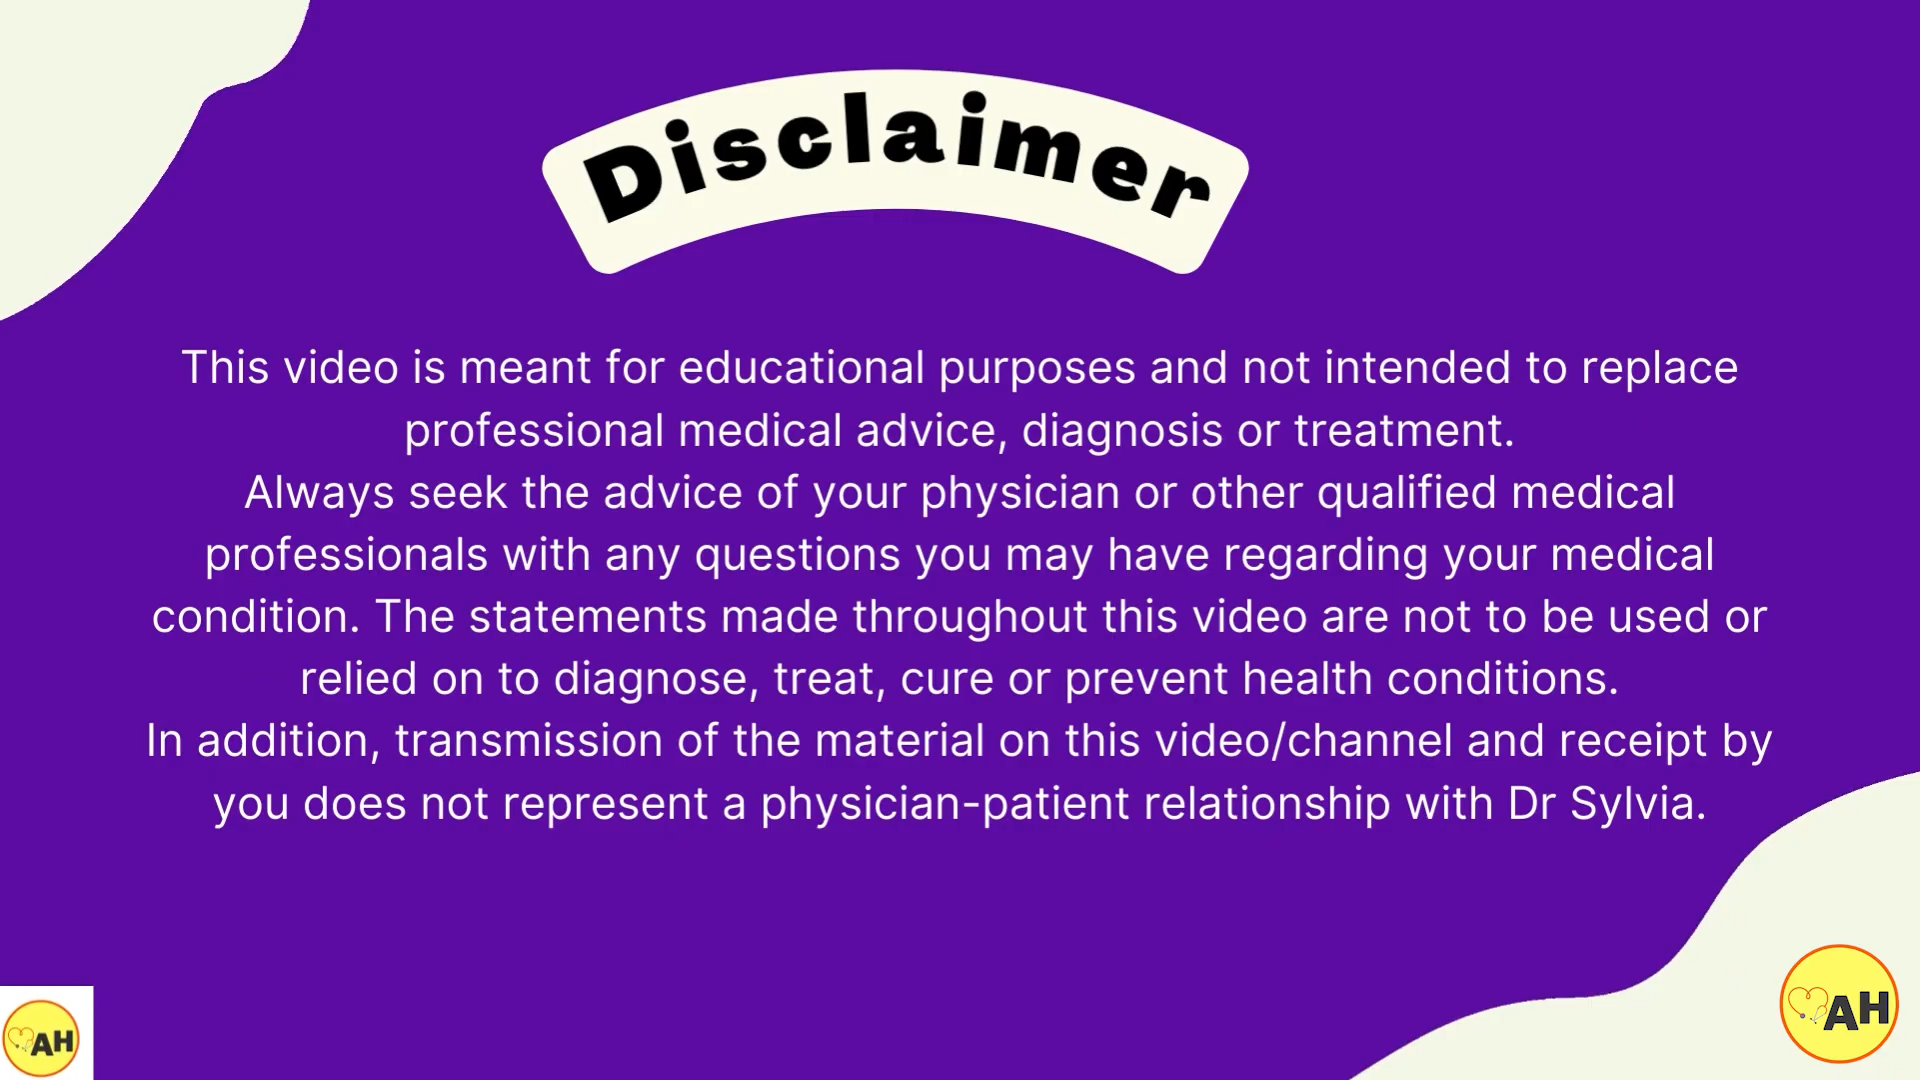 Disclaimer
This video is meant for educational purposes and not intended to replace
professional medical advice, diagnosis or treatment.
Always seek the advice of your physician or other qualified medical
professionals with any questions you may have regarding your medical
condition. The statements made throughout this video are not to be used or
relied on to diagnose, treat, cure or prevent health conditions.
In addition, transmission of the material on this video/channel and receipt by
you does not represent a physician-patient relationship with Dr Sylvia.
AH
AH